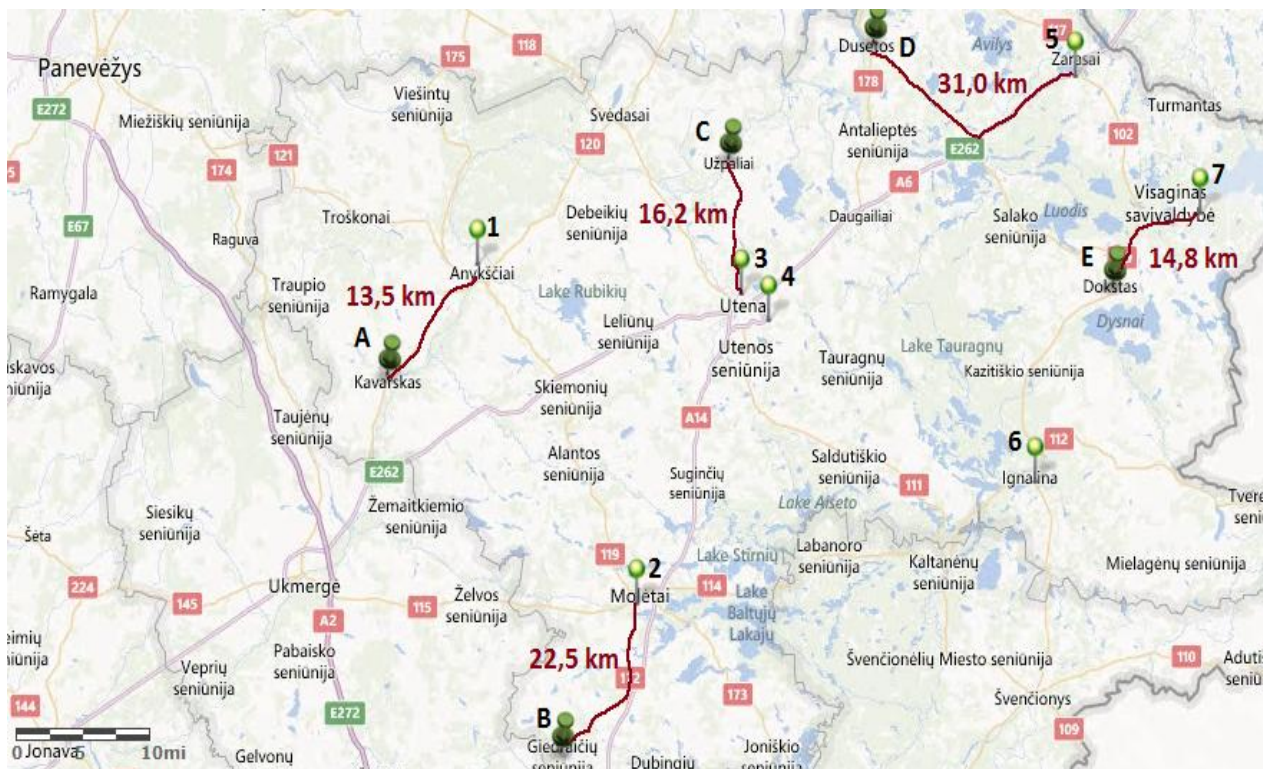 Panevėžys
E272
Miežiškių seniūnija
174
E67
Ramygala
Raguva
121
175
118
Viešintų
seniūnija
Svėdasai
120
Troškonai
Debeikių
seniūnija
Traupio
seniūnija
1
Anykščiai
13,5 km
Lake Rubikių
A
Kavarskas
Leliūnų
seniūnija
Taujėnų
seniūnija
Skiemonių
seniūnija
E262
C
Užpaliai
16,2 km
3
4
Utena
Utenos
seniūnija
Dusetos
D
178
Avilys
117
5
Zarasai
31,0 km
Antalieptės
seniūnija
E262
A6
Turmantas
102
Daugailiai
7
Visaginas
savivaldybė
Luodis
Salako
seniūnija
E
14,8 km
Dokštas
Dysnai
Lake Tauragnų
Tauragnų
seniūnija
Kazitiškio seniūnija
A14
6
112
Ignalina
Alantos
seniūnija
Suginčių
seniūnija
Saldutiškio
seniūnija
111
Lake Aiseto
Žemaitkiemio
seniūnija
Siesikų
seniūnija
Šėta
224
145
Ukmergė
A2
115
Želvos
seniūnija
119
2
Molėtai
114
Lake Stirnių
Lake
Baltųjų
Lakajų
Labanoro
seniūnija
Kaltanėnų
seniūnija
Mielagėnų seniūnija
Pabaisko
seniūnija
Veprių
seniūnija
22,5 km
173
Švenčionėlių Miesto seniūnija
110
Švenčionys
109
144
E272
B
Giedraičių
seniūnija
Joniškio
seniūnija
Dubingių
Gelvonų
Jonava
0 5 10mi